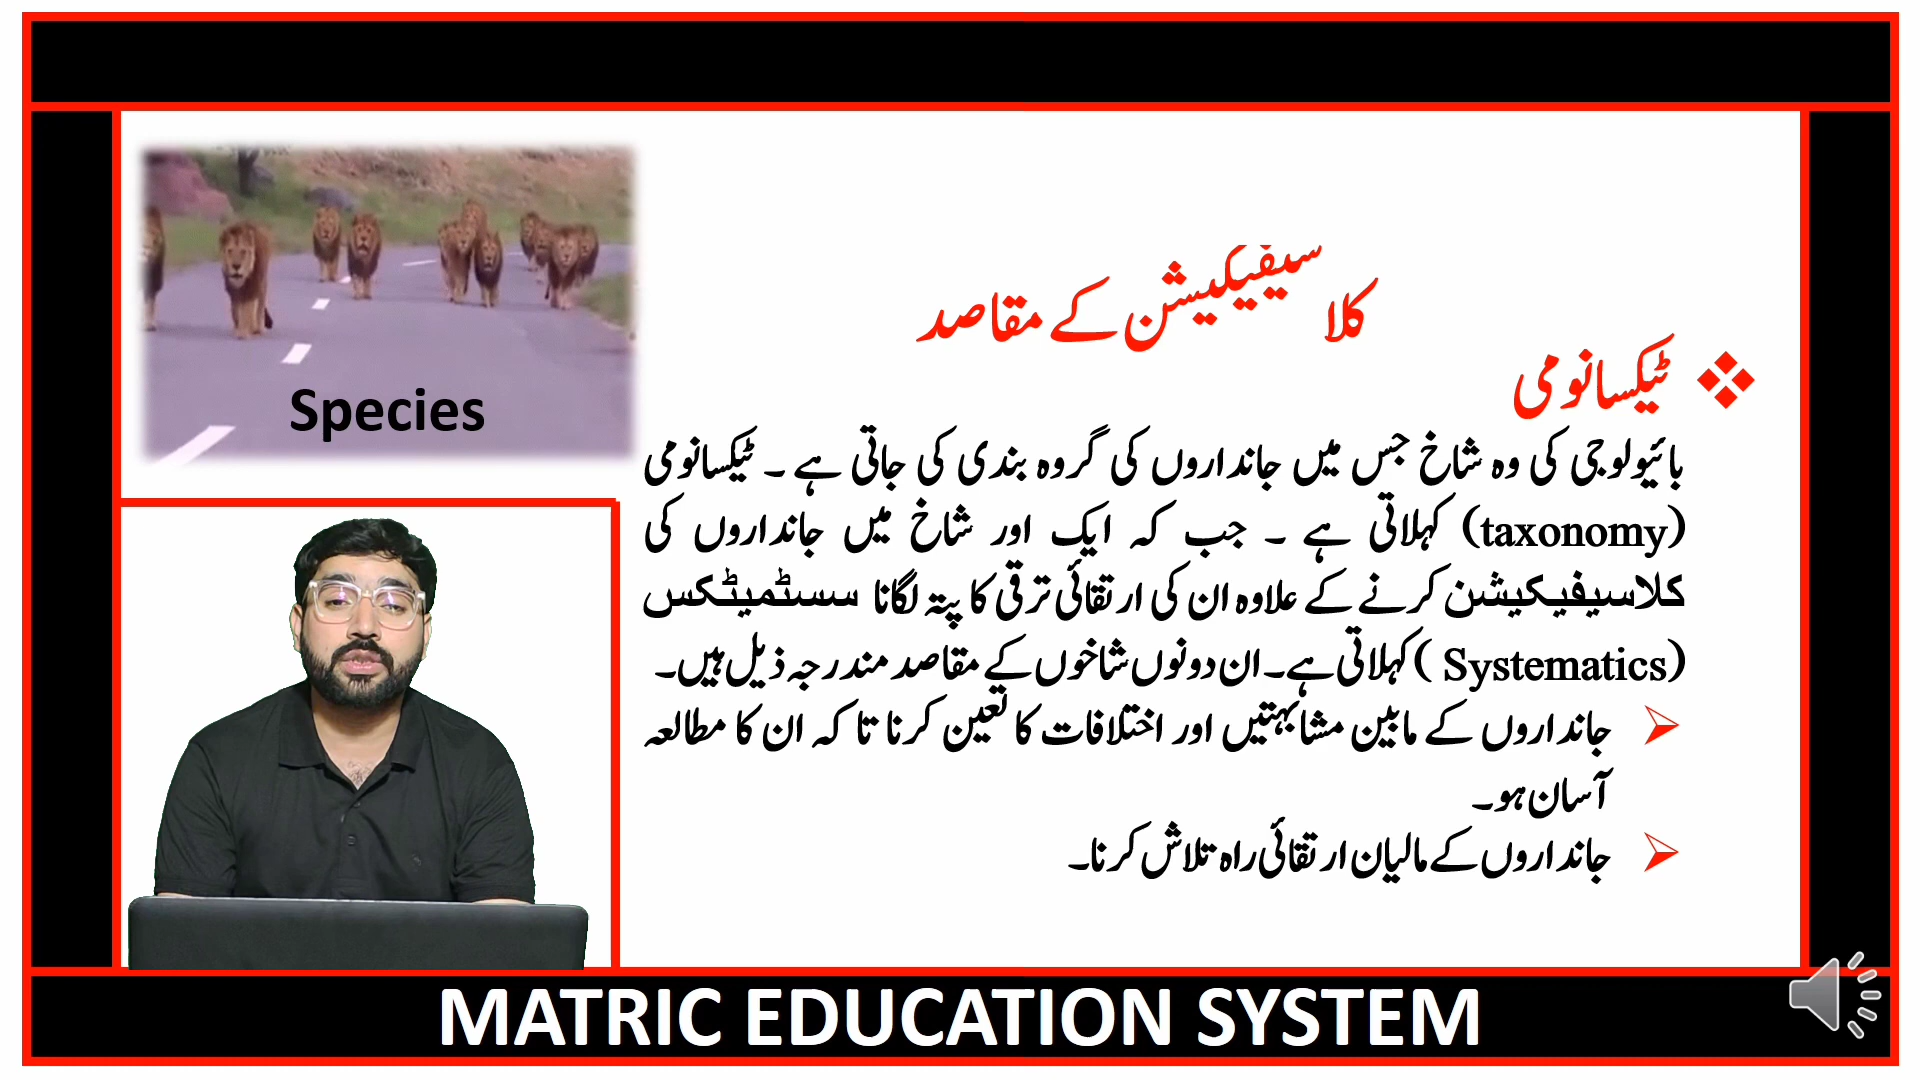 کلاسیفیکیشن کے مقاصد
ٹیکسانومی
بائیولوجی کی وہ شاخ جس میں جانداروں کی گروہ بندی کی جاتی ہے ۔ ٹیکسانومی
(taxonomy) کہلاتی ہے ۔ جب کہ ایک اور شاخ میں جانداروں کی
کلاسیفیکیشن کرنے کے علاوہ ان کی ارتقائی ترقی کا پتہ لگانا سسٹمیٹکس
(Systematics ) کہلاتی ہے۔ ان دونوں شاخوں کے مقاصد مندرجہ ذیل ہیں۔
جانداروں کے مابین مشابہتیں اور اختلافات کا تعین کرنا تا کہ ان کا مطالعہ
آسان ہو۔
جانداروں کے مالیان ارتقائی راہ تلاش کرنا۔
Species
MATRIC EDUCATION SYSTEM